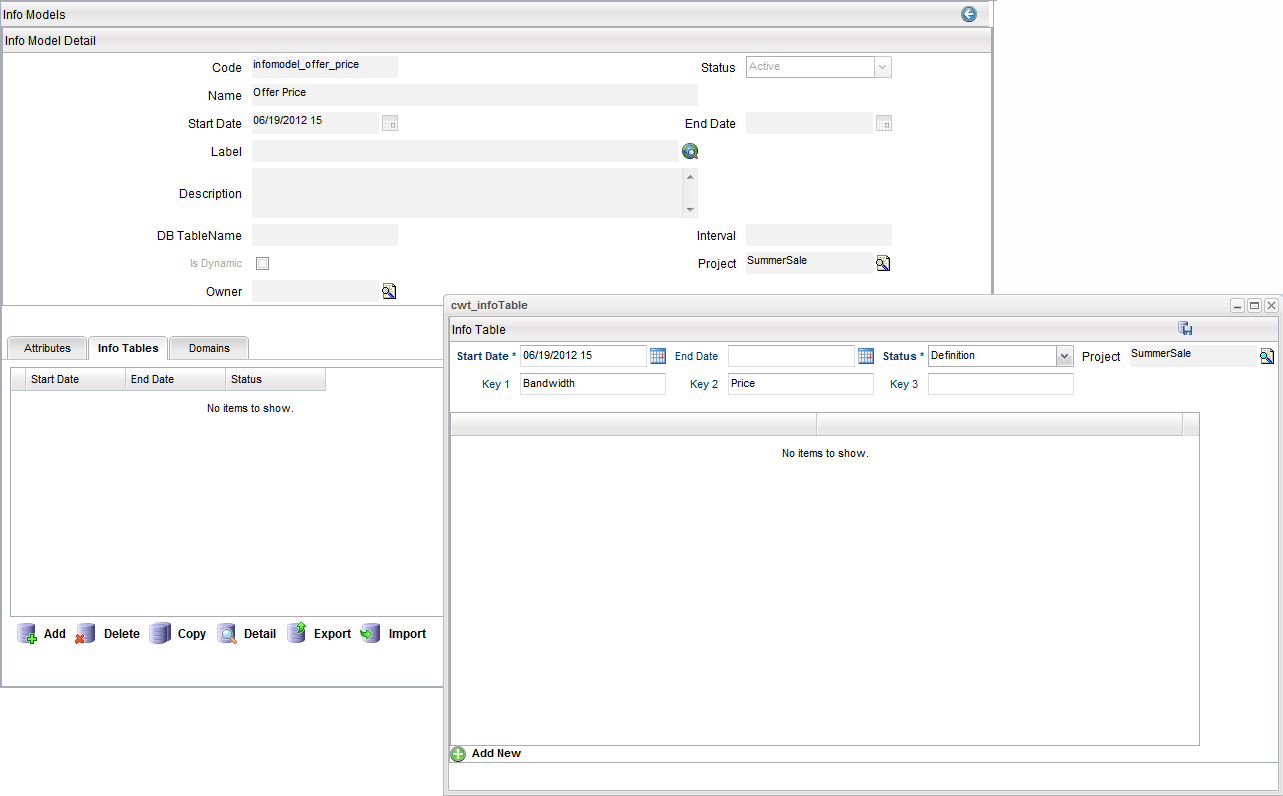 Info Models
Info Model Detail
Code infomodel_offer_price Status Active
Name Offer Price
Start Date 06/19/2012 15 End Date
Label
Description
DB TableName Interval
Is Dynamic Project SummerSale
Owner
Attributes Info Tables Domains
Start Date End Date Status
No items to show.
Add Delete Copy Detail Export Import
cwt_infoTable
Info Table
Start Date * 06/19/2012 15 End Date Status * Definition Project SummerSale
Key 1 Bandwidth Key 2 Price Key 3
No items to show.
Add New